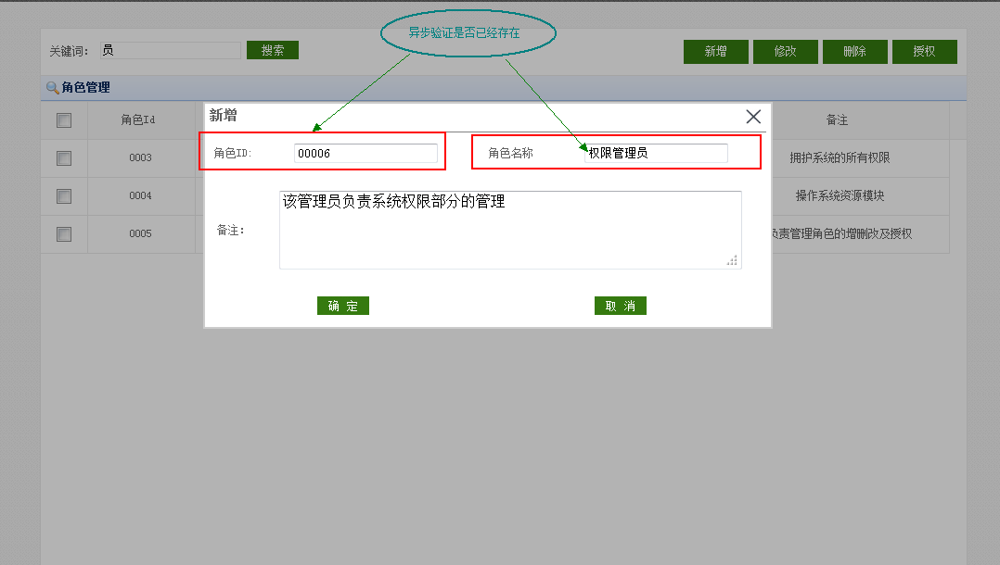 异步验证是否已经存在
关键词： 员 搜索 新增 修改 删除 授权
角色管理
角色Id 备注
新增
0003 拥护系统的所有权限
角色ID: 00006 角色名称 权限管理员
0004 操作系统资源模块
该管理员负责系统权限部分的管理
备注：
0005 负责管理角色的增删改及授权
确 定 取 消